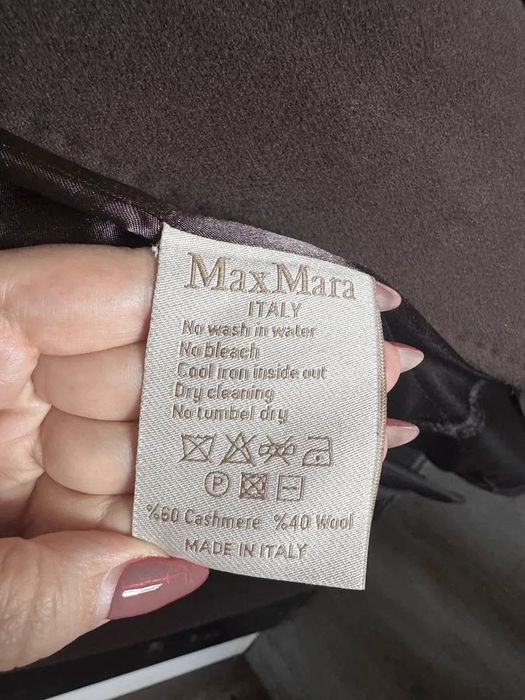 MaxMara
ITALY
No wash in water
No bleach
Cool iron inside out
Dry cleaning
No tumbel dry
P
%60 Cashmere %40 Wool
MADE IN ITALY